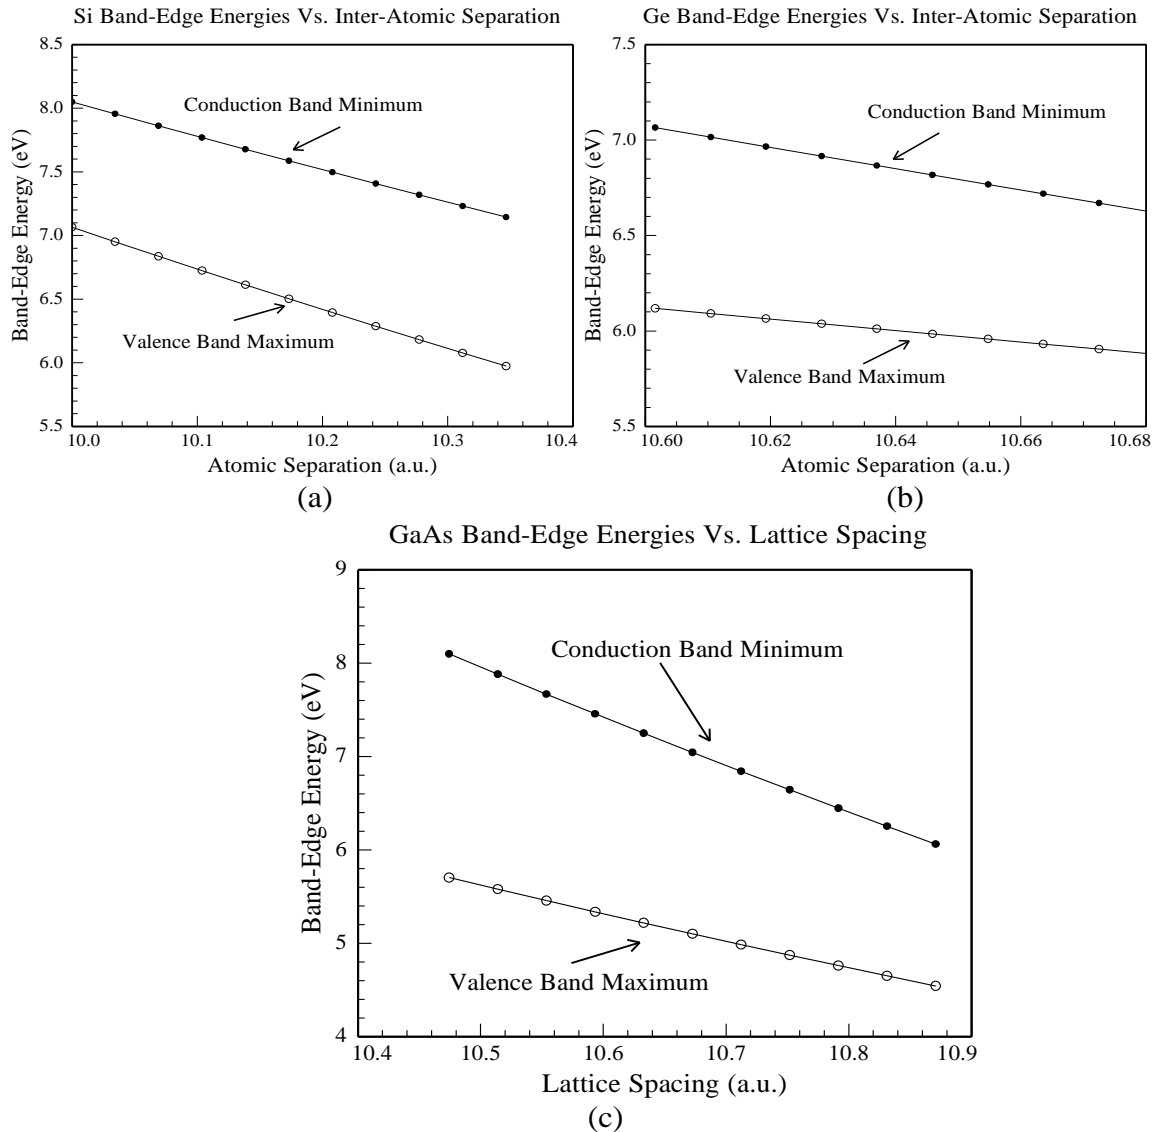 Si Band-Edge Energies Vs. Inter-Atomic Separation
8.5
8.0
7.5
7.0
6.5
6.0
5.5
Band-Edge Energy (eV)
Conduction Band Minimum
Valence Band Maximum
10.0 10.1 10.2 10.3 10.4
Atomic Separation (a.u.)
(a)
Ge Band-Edge Energies Vs. Inter-Atomic Separation
7.5
7.0
6.5
6.0
5.5
Band-Edge Energy (eV)
Conduction Band Minimum
Valence Band Maximum
10.60 10.62 10.64 10.66 10.68
Atomic Separation (a.u.)
(b)
GaAs Band-Edge Energies Vs. Lattice Spacing
9
8
7
6
5
4
Band-Edge Energy (eV)
Conduction Band Minimum
Valence Band Maximum
10.4 10.5 10.6 10.7 10.8 10.9
Lattice Spacing (a.u.)
(c)